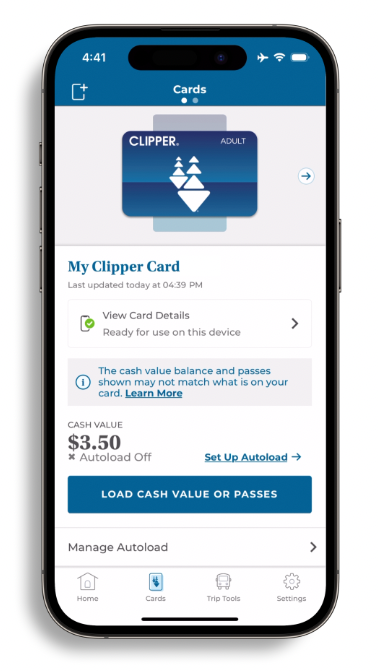 4:41
Cards
CLIPPER®
ADULT
My Clipper Card
Last updated today at 04:39 PM
View Card Details
Ready for use on this device
The cash value balance and passes
shown may not match what is on your
card. Learn More
CASH VALUE
$3.50
✖ Autoload Off
Set Up Autoload →
LOAD CASH VALUE OR PASSES
Manage Autoload
Home
Cards
Trip Tools
Settings